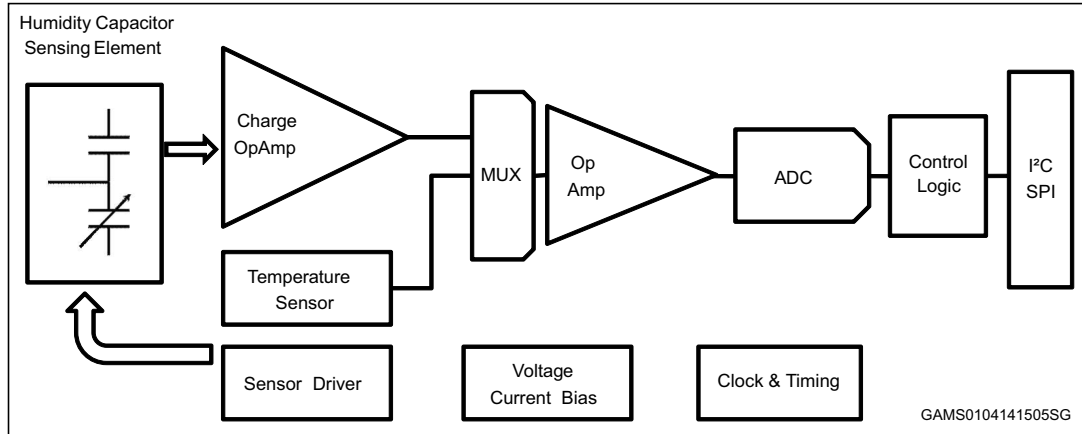 Humidity Capacitor
Sensing Element
Charge
OpAmp
MUX
Op
Amp
ADC
Control
Logic
I²C
SPI
Temperature
Sensor
Sensor Driver
Voltage
Current Bias
Clock & Timing
GAMS0104141505SG